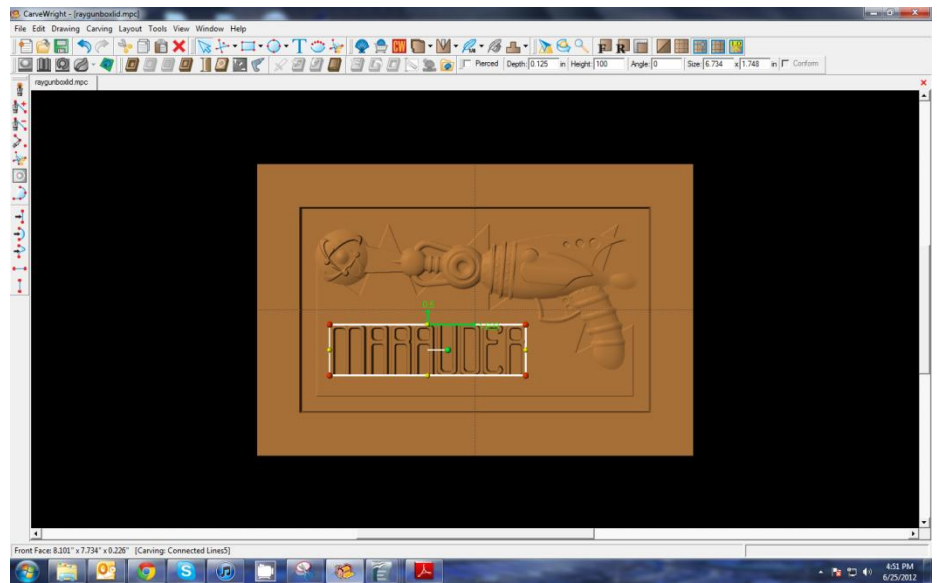 CarveWright - [raygunboxlid.mpc]
File Edit Drawing Carving Layout Tools View Window Help
CW F R
Pierced Depth: 0.125 in Height: 100 Angle: 0 Size: 6.734 x 1.748 in Conform
raygunboxlid.mpc
MARAUDER
Front Face: 8.101" x 7.734" x 0.226" [Carving: Connected Lines5]
4:51 PM
6/25/2012